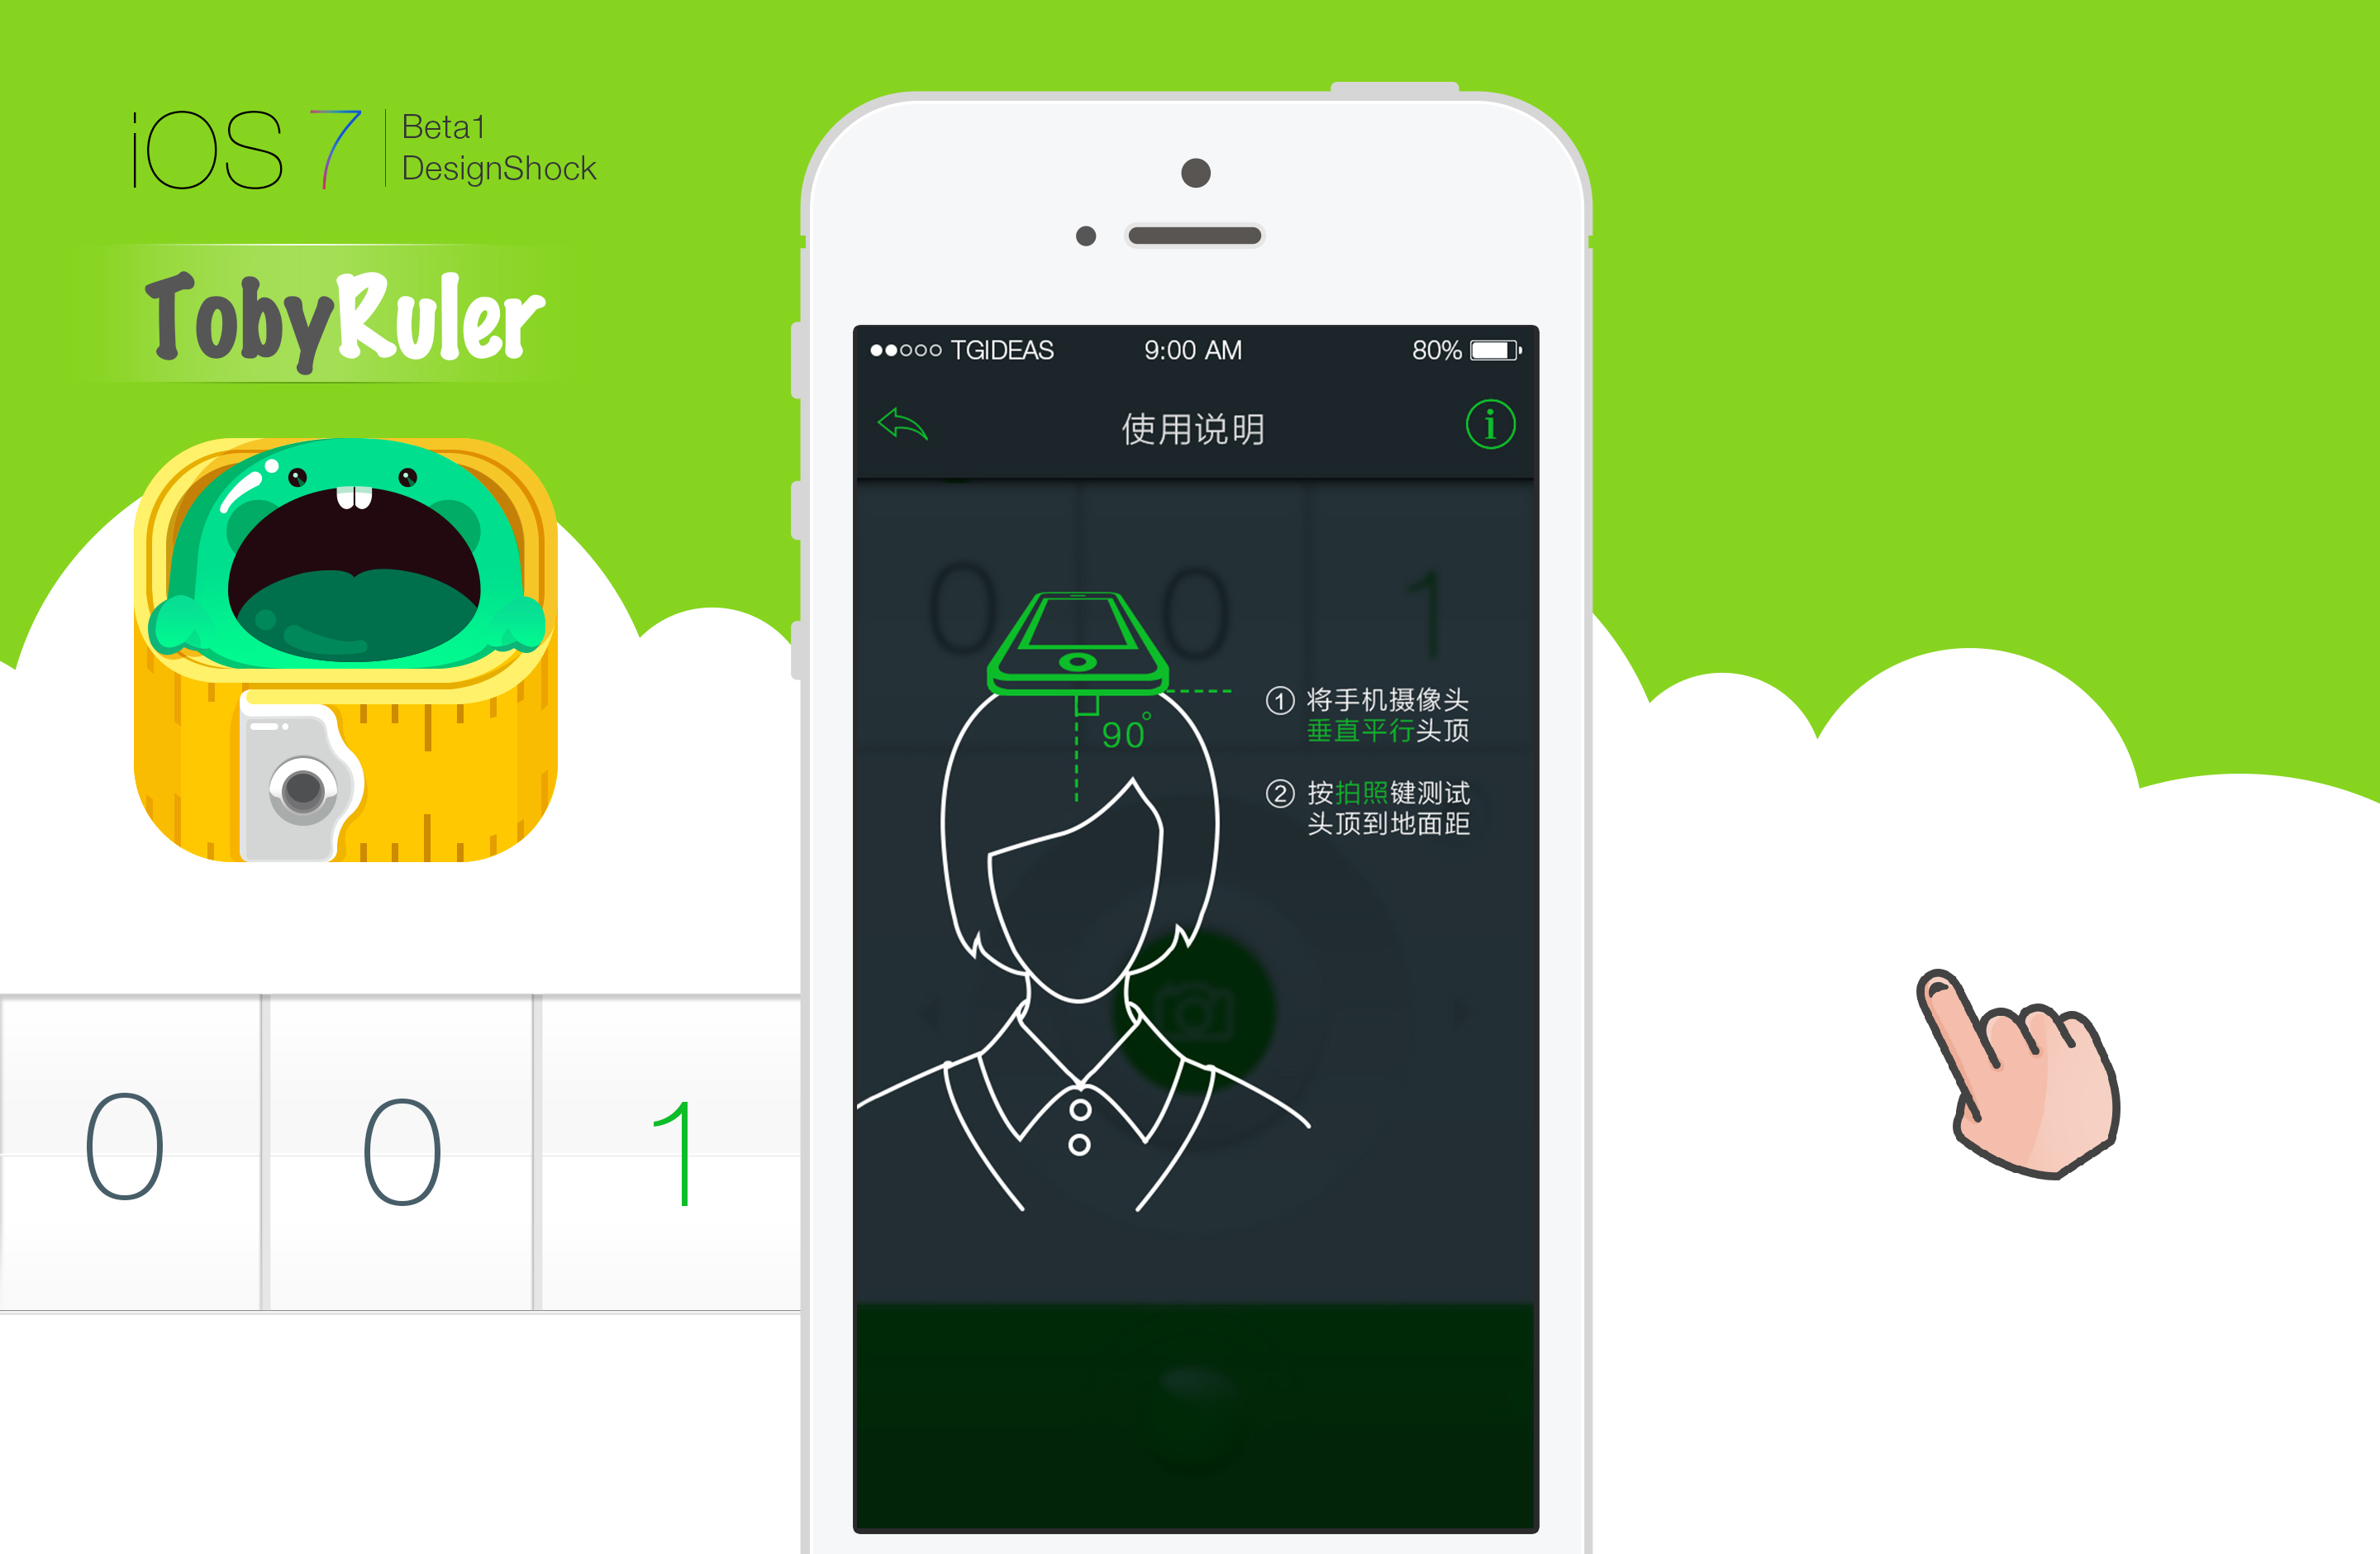 iOS 7
Beta1
DesignShock
TobyRuler
TGIDEAS 9:00 AM 80%
使用说明
0 0 1
90°
① 将手机摄像头
垂直平行头顶
② 按拍照键测试
头顶到地面距
0 0 1